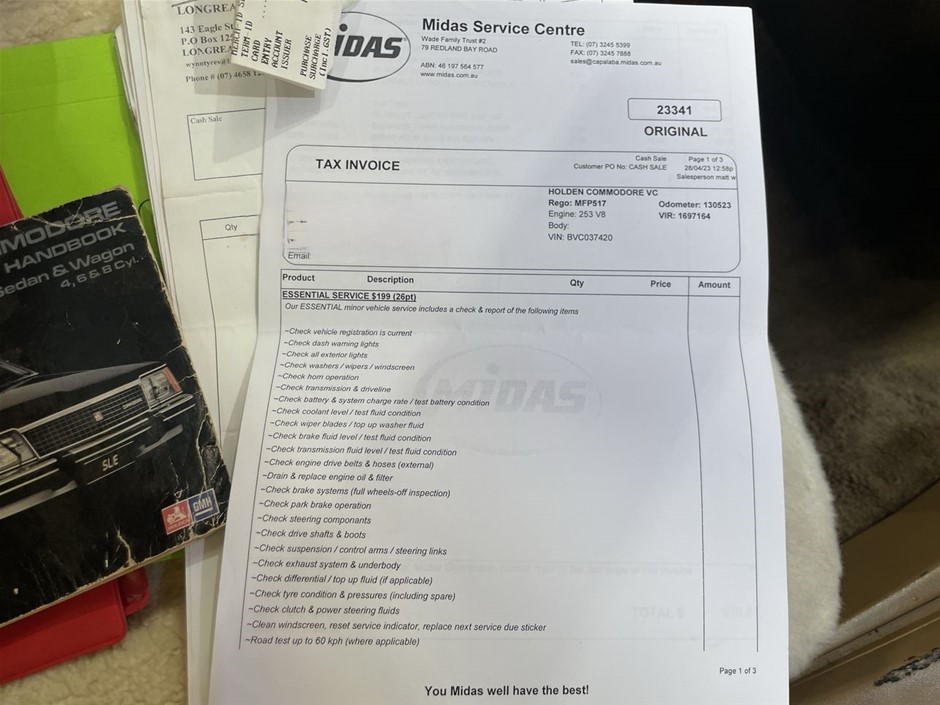 LONGREA
143 Eagle St
P.O Box 12
LONGREA
wynstyres@
Phone # (07) 4658 12
Cash Sale
Qty
TERM-ID
CARD
ENTRY
ACCOUNT
ISSUER
PURCHASE
SURCHARGE
(Incl.GST)
MIDAS
Midas Service Centre
Wade Family Trust #2
79 REDLAND BAY ROAD
ABN: 46 197 564 577
www.midas.com.au
TEL: (07) 3245 5399
FAX: (07) 3245 7888
sales@capalaba.midas.com.au
23341
ORIGINAL
TAX INVOICE
Cash Sale Page 1 of 3
Customer PO No: CASH SALE 28/04/23 12:58p
Salesperson matt w
HOLDEN COMMODORE VC
Rego: MFP517 Odometer: 130523
Engine: 253 V8 VIR: 1697164
Body:
VIN: BVC037420
Email:
Product Description Qty Price Amount
ESSENTIAL SERVICE $199 (26pt)
Our ESSENTIAL minor vehicle service includes a check & report of the following items
~Check vehicle registration is current
~Check dash warning lights
~Check all exterior lights
~Check washers / wipers / windscreen
~Check horn operation
~Check transmission & driveline
~Check battery & system charge rate / test battery condition
~Check coolant level / test fluid condition
~Check wiper blades / top up washer fluid
~Check brake fluid level / test fluid condition
~Check transmission fluid level / test fluid condition
~Check engine drive belts & hoses (external)
~Drain & replace engine oil & filter
~Check brake systems (full wheels-off inspection)
~Check park brake operation
~Check steering componants
~Check drive shafts & boots
~Check suspension / control arms / steering links
~Check exhaust system & underbody
~Check differential / top up fluid (if applicable)
~Check tyre condition & pressures (including spare)
~Check clutch & power steering fluids
~Clean windscreen, reset service indicator, replace next service due sticker
~Road test up to 60 kph (where applicable)
MIDAS
TOTAL $
Page 1 of 3
You Midas well have the best!
MODORE
HANDBOOK
Sedan & Wagon
4, 6 & 8 Cyl.
SLE
GMH